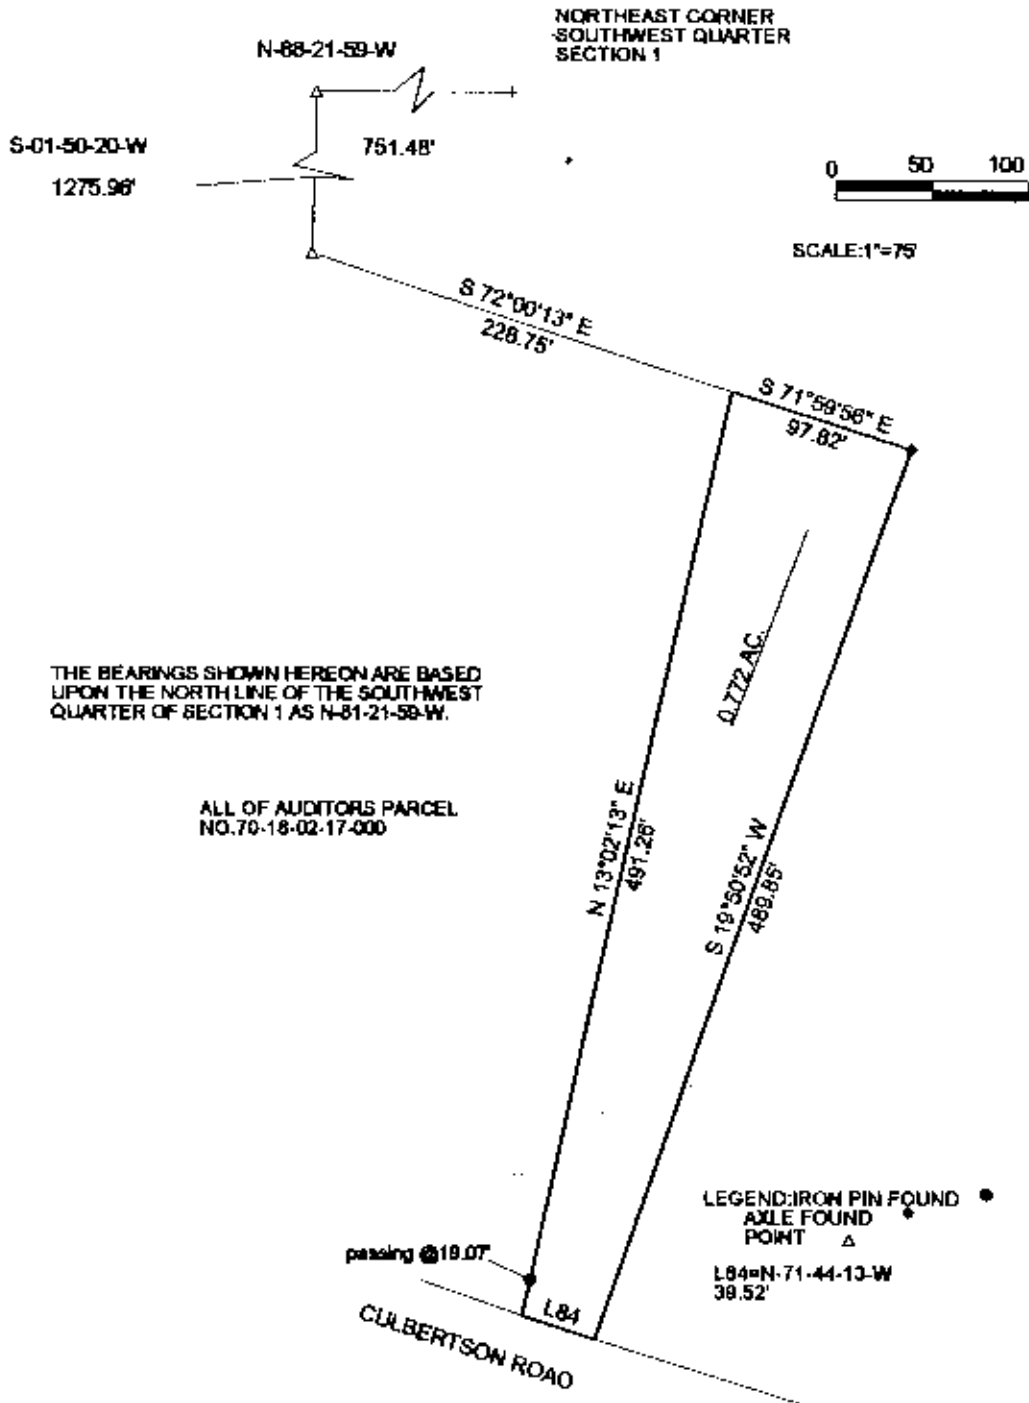 NORTHEAST CORNER
SOUTHWEST QUARTER
SECTION 1
N-88-21-59-W
S-01-50-20-W
751.48'
1275.96'
0 50 100
SCALE:1"=75'
S 72°00'13" E
228.75'
S 71°59'56" E
97.82'
0.772 AC.
THE BEARINGS SHOWN HEREON ARE BASED
UPON THE NORTH LINE OF THE SOUTHWEST
QUARTER OF SECTION 1 AS N-81-21-59-W.
ALL OF AUDITORS PARCEL
NO.70-18-02-17-000
N 13°02'13" E
491.26'
S 19°50'52" W
489.85'
LEGEND:IRON PIN FOUND
AXLE FOUND
POINT
passing @19.07'
L84=N-71-44-13-W
39.52'
L84
CULBERTSON ROAD